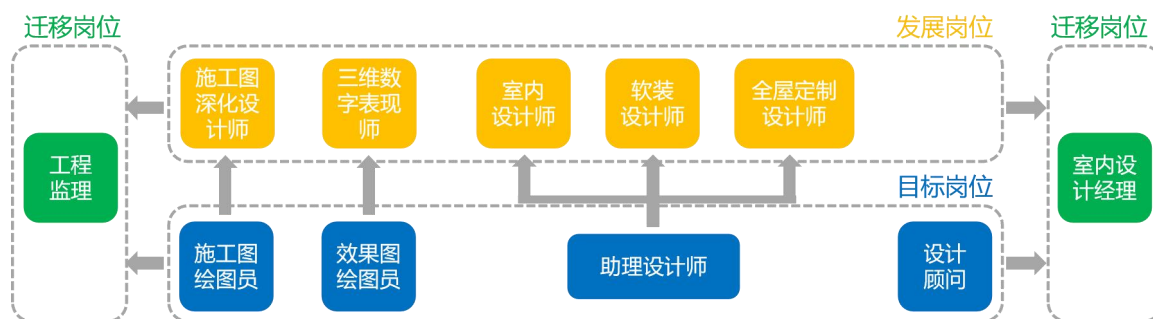 迁移岗位
发展岗位
迁移岗位
施工图
深化设
计师
三维数
字表现
师
室内
设计师
软装
设计师
全屋定制
设计师
工程
监理
室内设
计经理
目标岗位
施工图
绘图员
效果图
绘图员
助理设计师
设计
顾问